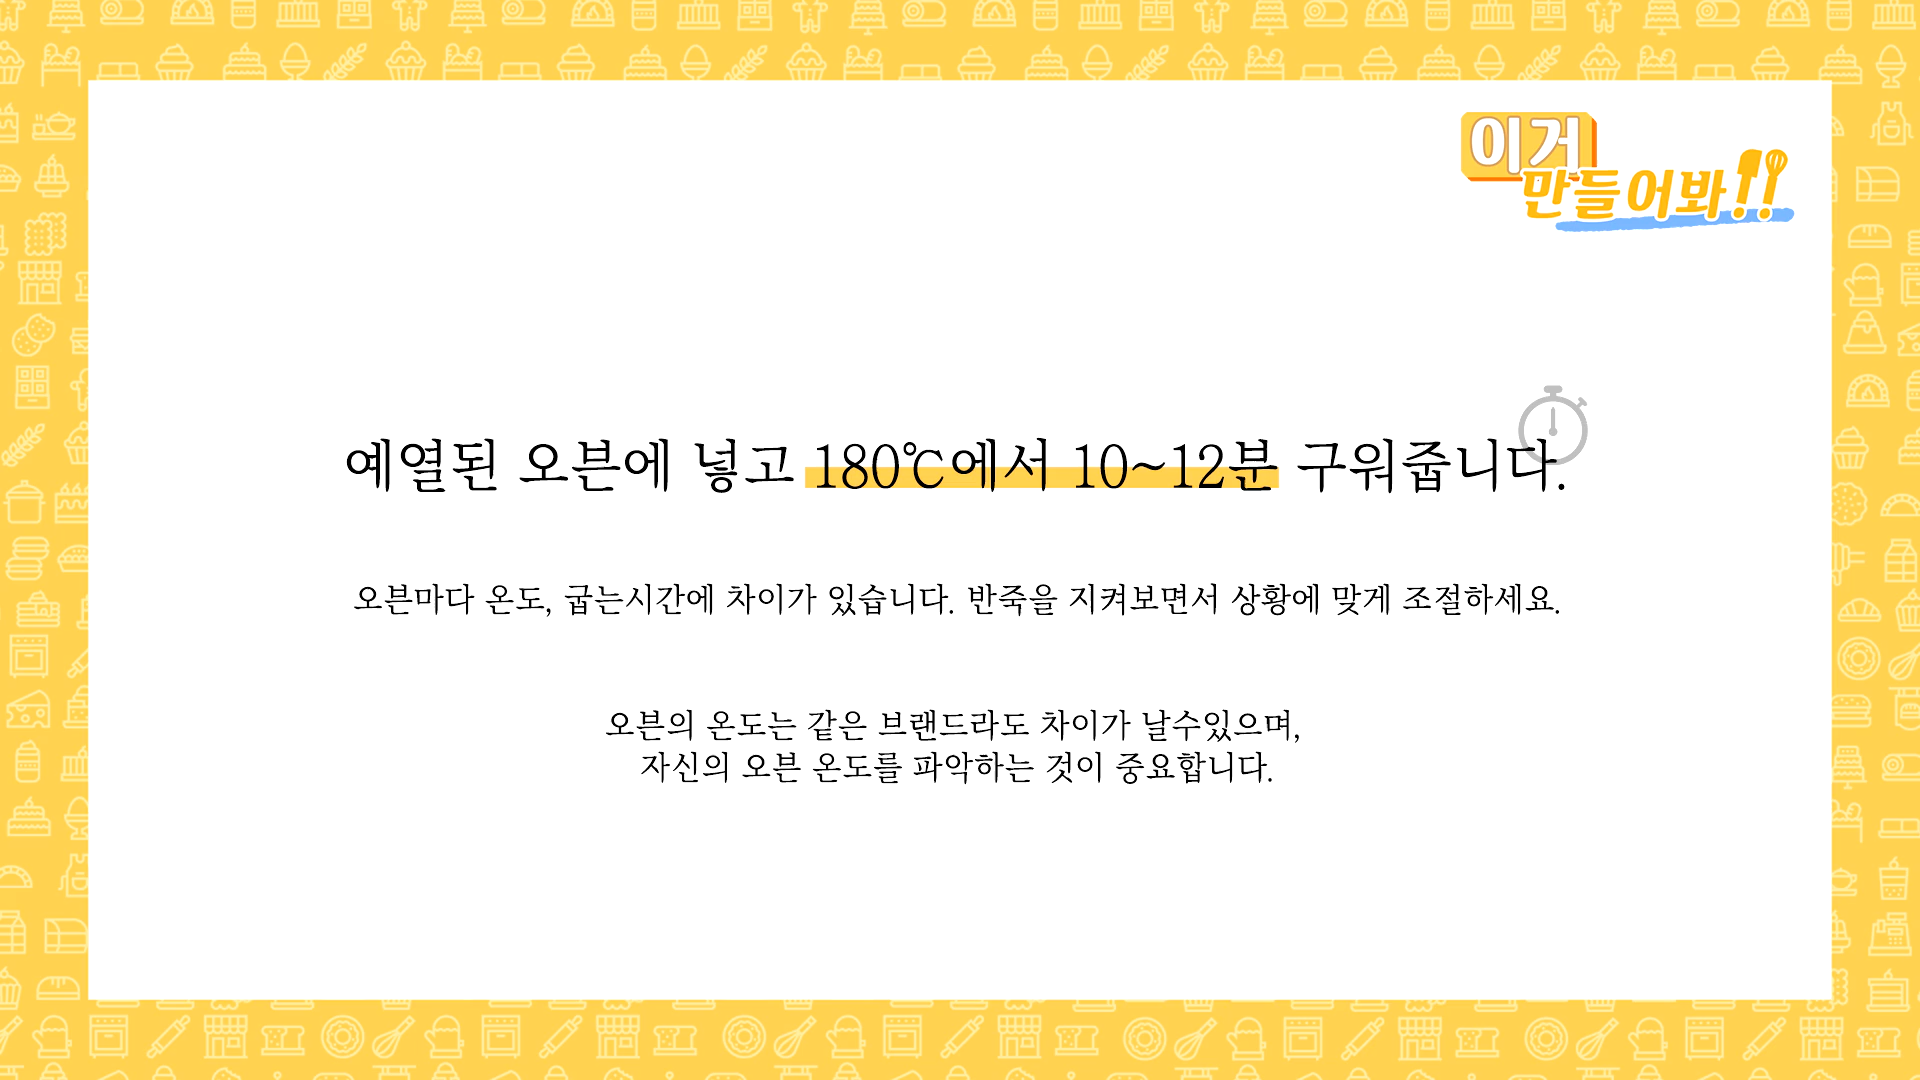 이거
만들어봐!!
예열된 오븐에 넣고 180℃에서 10~12분 구워줍니다.
오븐마다 온도, 굽는시간에 차이가 있습니다. 반죽을 지켜보면서 상황에 맞게 조절하세요.
오븐의 온도는 같은 브랜드라도 차이가 날수있으며,
자신의 오븐 온도를 파악하는 것이 중요합니다.